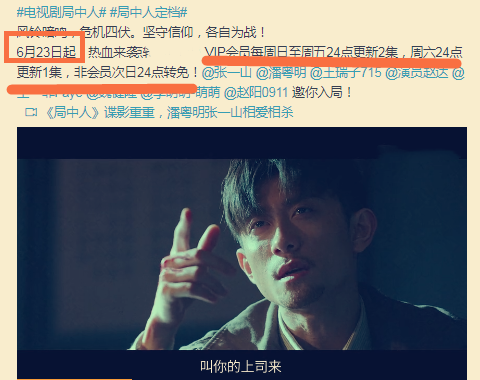 #电视剧局中人# #局中人定档#
风铃暗响，危机四伏。坚守信仰，各自为战！
6月23日起 热血来袭 VIP会员每周日至周五24点更新2集，周六24点
更新1集，非会员次日24点转免！@张一山 @潘粤明 @王瑞子715 @演员赵达 @
@赵阳0911 邀你入局！
《局中人》谍影重重，潘粤明张一山相爱相杀
叫你的上司来